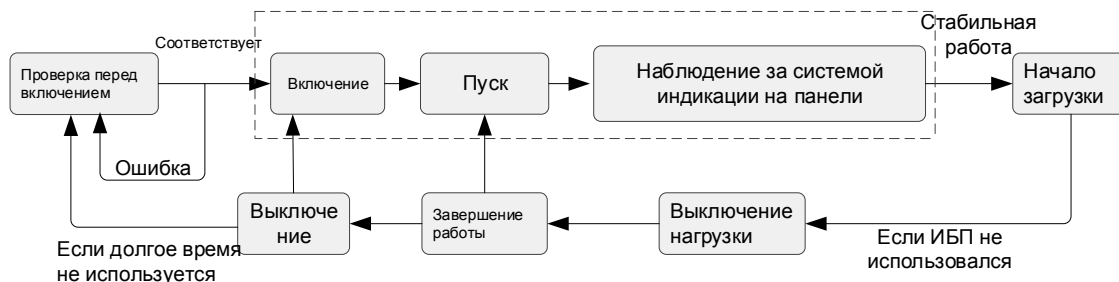 Соответствует
Стабильная
работа
Проверка перед
включением
Включение
Пуск
Наблюдение за системой
индикации на панели
Начало
загрузки
Ошибка
Выключе
ние
Завершение
работы
Выключение
нагрузки
Если долгое время
не используется
Если ИБП не
использовался